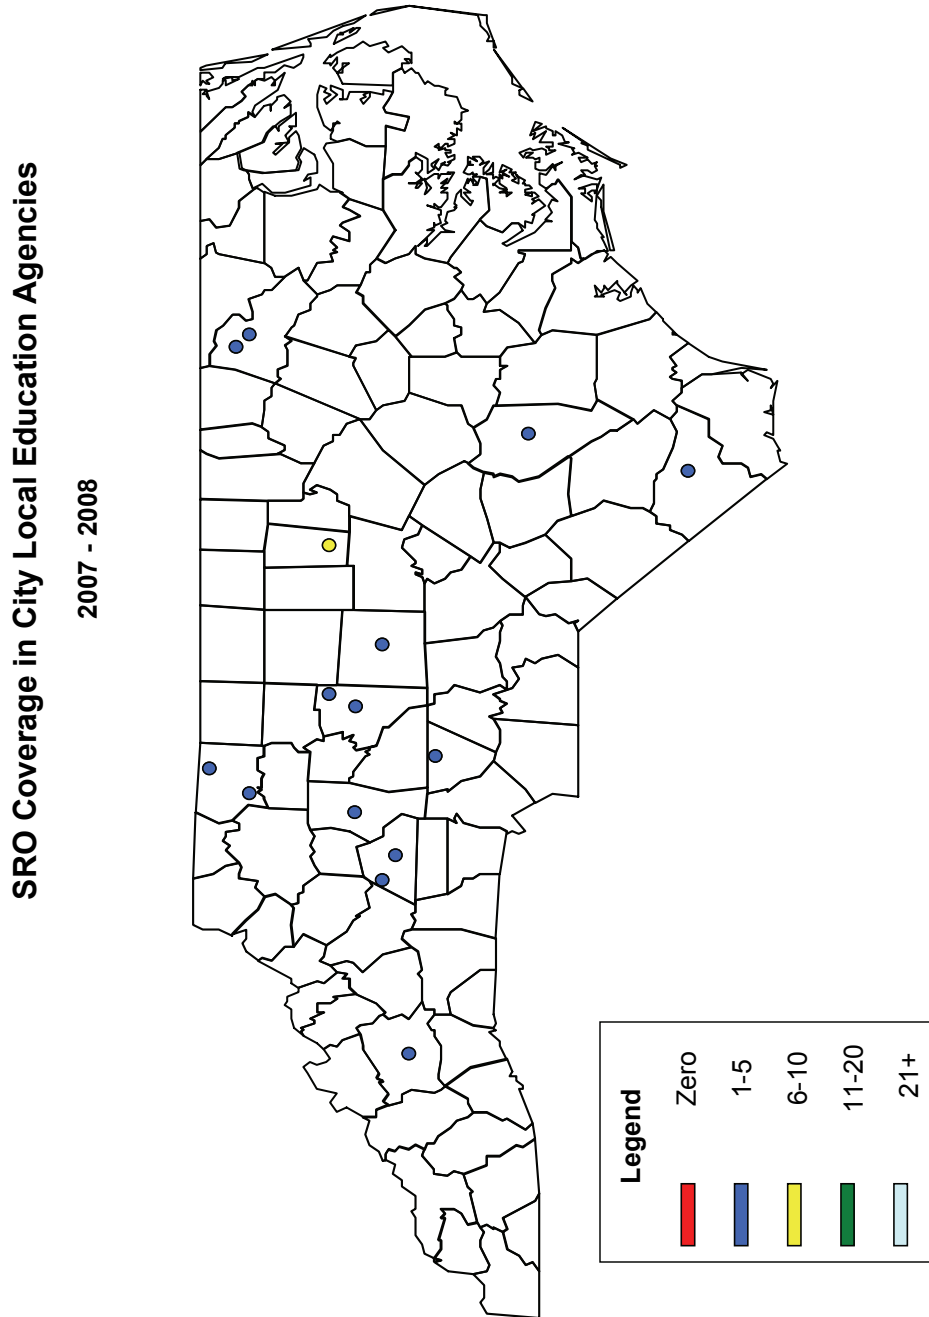 SRO Coverage in City Local Education Agencies
2007 - 2008
Legend
Zero
1-5
6-10
11-20
21+